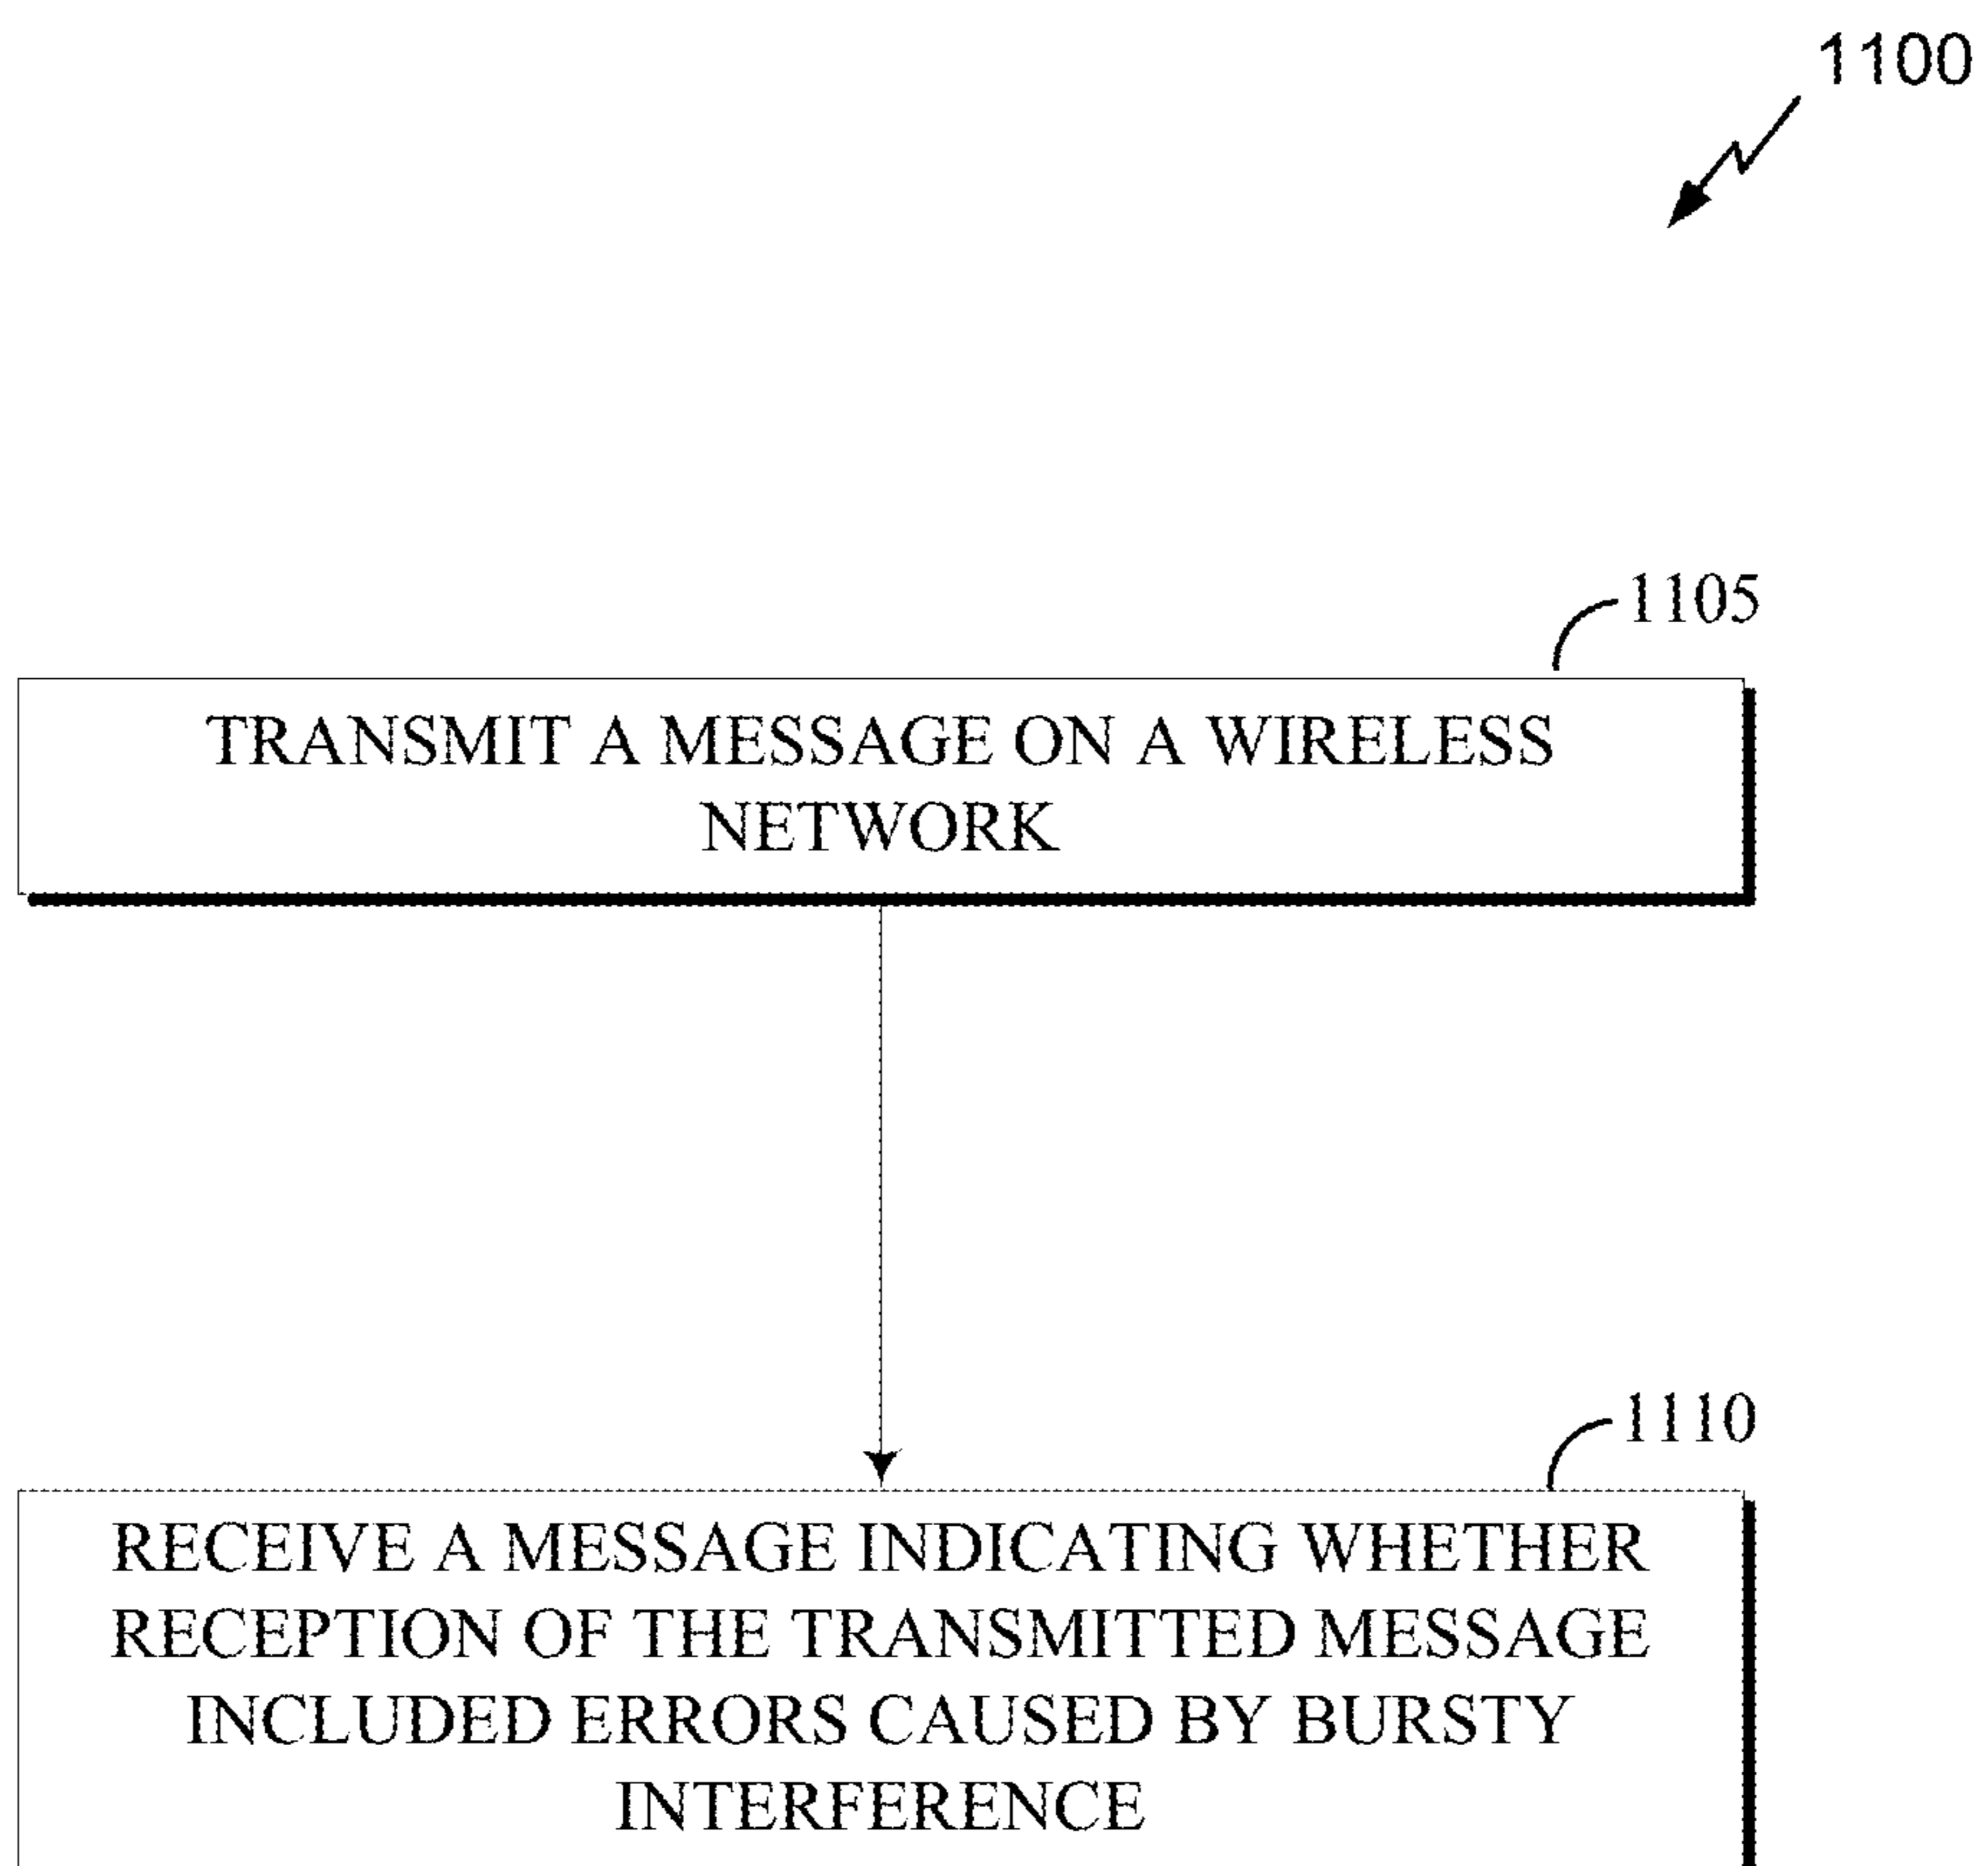 1100
1105
TRANSMIT A MESSAGE ON A WIRELESS
NETWORK
1110
RECEIVE A MESSAGE INDICATING WHETHER
RECEPTION OF THE TRANSMITTED MESSAGE
INCLUDED ERRORS CAUSED BY BURSTY
INTERFERENCE